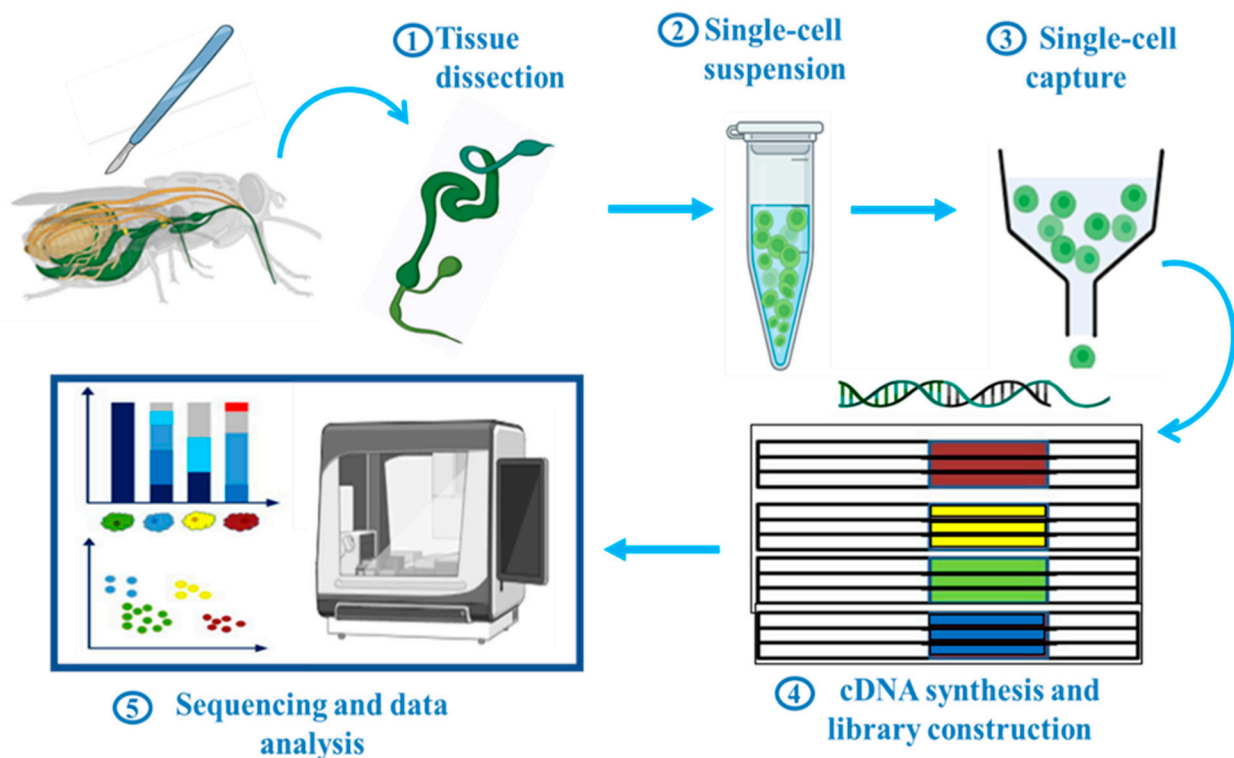 ① Tissue
dissection
② Single-cell
suspension
③ Single-cell
capture
④ cDNA synthesis and
library construction
⑤ Sequencing and data
analysis